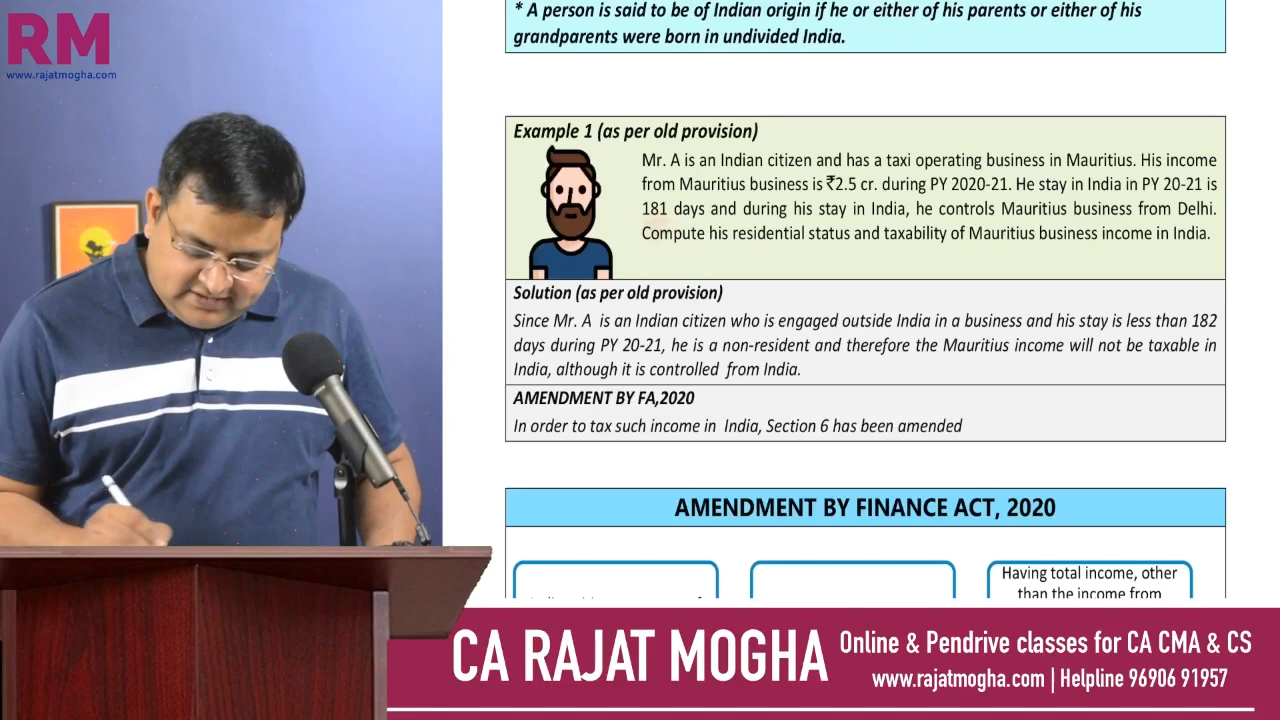 RM
www.rajatmogha.com
* A person is said to be of Indian origin if he or either of his parents or either of his
grandparents were born in undivided India.
Example 1 (as per old provision)
Mr. A is an Indian citizen and has a taxi operating business in Mauritius. His income
from Mauritius business is ₹2.5 cr. during PY 2020-21. He stay in India in PY 20-21 is
181 days and during his stay in India, he controls Mauritius business from Delhi.
Compute his residential status and taxability of Mauritius business income in India.
Solution (as per old provision)
Since Mr. A is an Indian citizen who is engaged outside India in a business and his stay is less than 182
days during PY 20-21, he is a non-resident and therefore the Mauritius income will not be taxable in
India, although it is controlled from India.
AMENDMENT BY FA,2020
In order to tax such income in India, Section 6 has been amended
AMENDMENT BY FINANCE ACT, 2020
Having total income, other
than the income from
CA RAJAT MOGHA
Online & Pendrive classes for CA CMA & CS
www.rajatmogha.com | Helpline 96906 91957